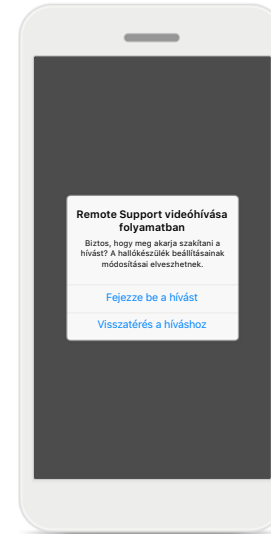 Remote Support videóhívása
folyamatban
Biztos, hogy meg akarja szakítani a
hívást? A hallókészülék beállításainak
módosításai elveszhetnek.
Fejezze be a hívást
Visszatérés a híváshoz